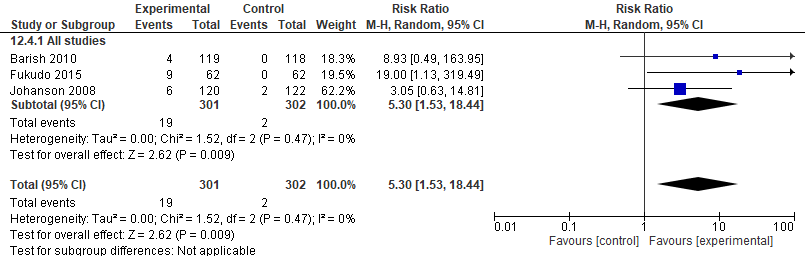 Experimental Control Risk Ratio Risk Ratio
Study or Subgroup Events Total Events Total Weight M-H, Random, 95% CI M-H, Random, 95% CI
12.4.1 All studies
Barish 2010 4 119 0 118 18.3% 8.93 [0.49, 163.95]
Fukudo 2015 9 62 0 62 19.5% 19.00 [1.13, 319.49]
Johanson 2008 6 120 2 122 62.2% 3.05 [0.63, 14.81]
Subtotal (95% CI) 301 302 100.0% 5.30 [1.53, 18.44]
Total events 19 2
Heterogeneity: Tau² = 0.00; Chi² = 1.52, df = 2 (P = 0.47); I² = 0%
Test for overall effect: Z = 2.62 (P = 0.009)
Total (95% CI) 301 302 100.0% 5.30 [1.53, 18.44]
Total events 19 2
Heterogeneity: Tau² = 0.00; Chi² = 1.52, df = 2 (P = 0.47); I² = 0%
Test for overall effect: Z = 2.62 (P = 0.009)
Test for subgroup differences: Not applicable
0.01 0.1 1 10 100
Favours [control] Favours [experimental]